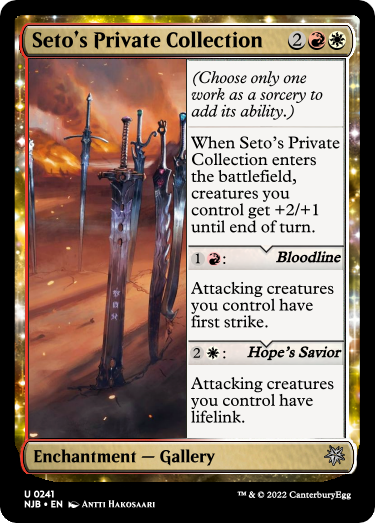 Seto's Private Collection 2
(Choose only one
work as a sorcery to
add its ability.)
When Seto's Private
Collection enters
the battlefield,
creatures you
control get +2/+1
until end of turn.
1 : Bloodline
Attacking creatures
you control have
first strike.
2 : Hope's Savior
Attacking creatures
you control have
lifelink.
Enchantment — Gallery
U 0241
NJB • EN Antti Hakosaari
™ & © 2022 CanterburyEgg